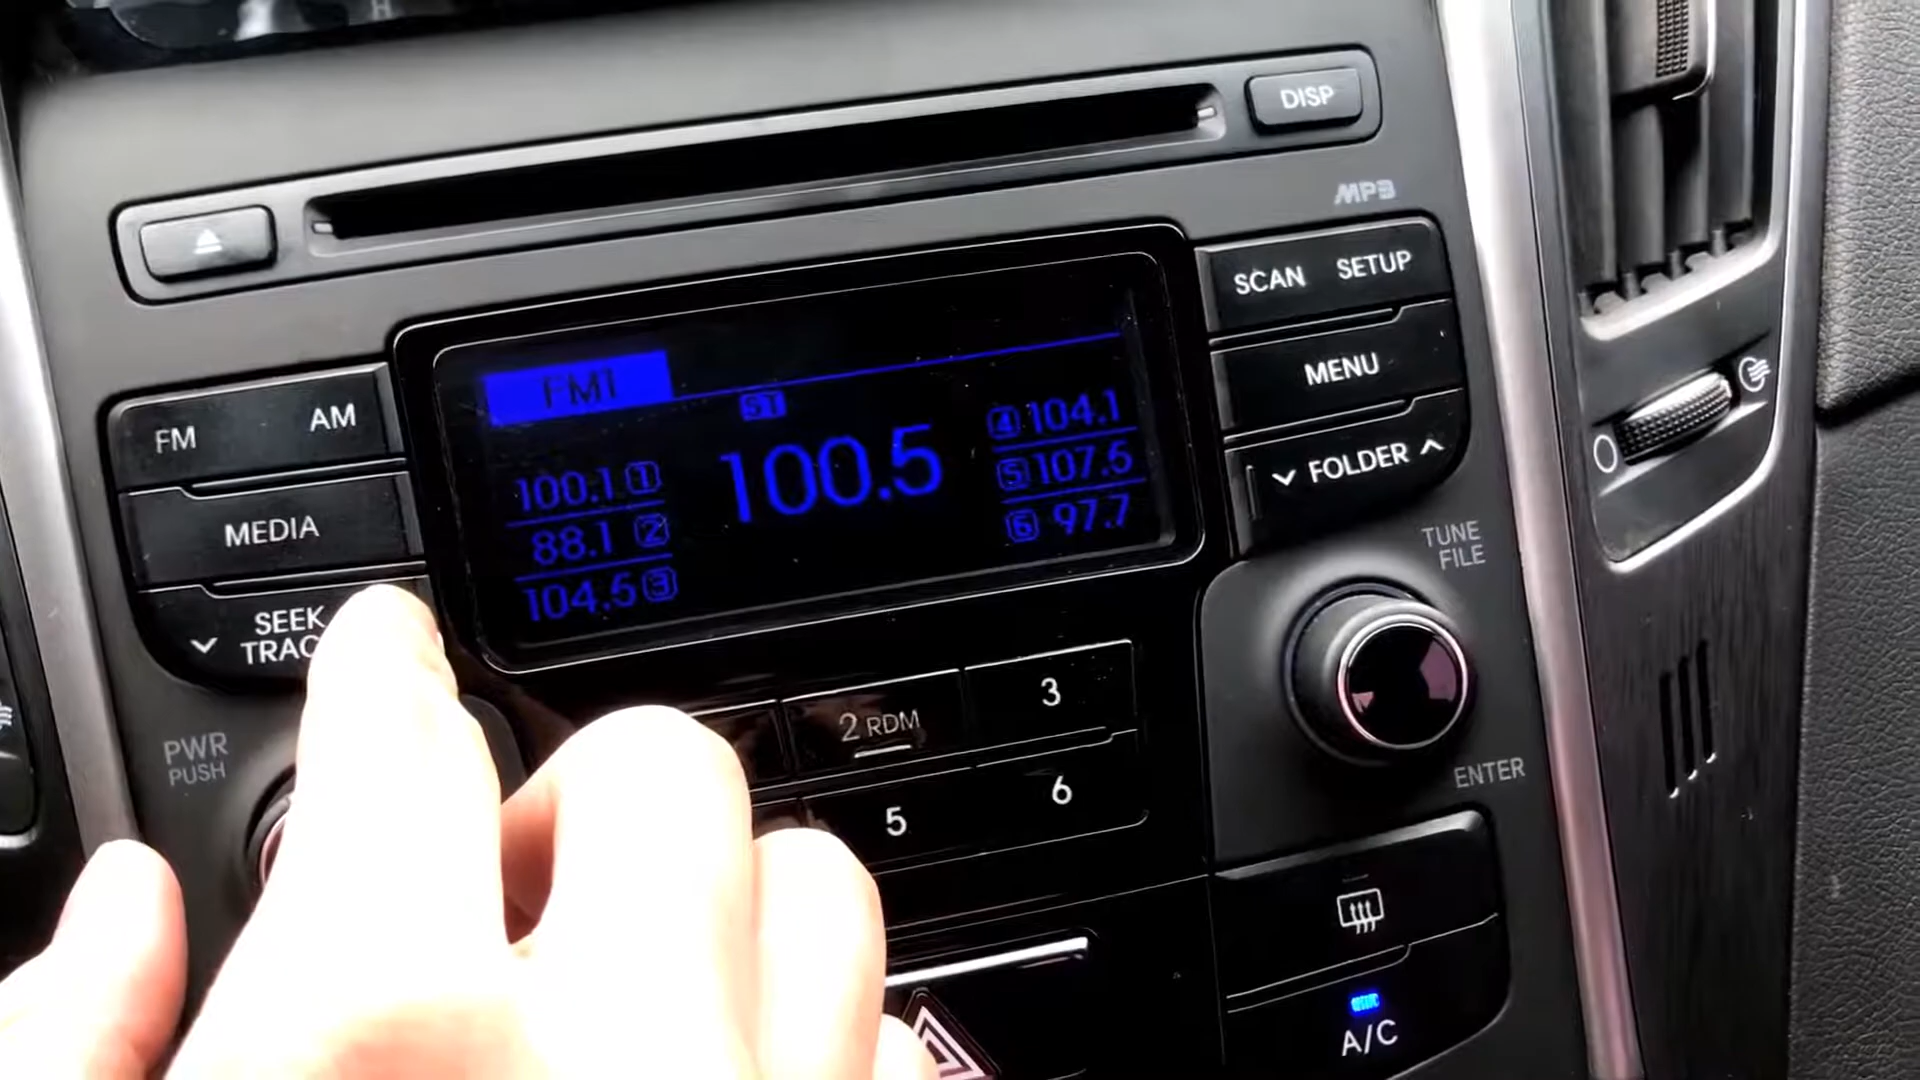 DISP
MP3
SCAN SETUP
FM1
ST
MENU
FM AM
100.1 1
100.5
4 104.1
88.1 2
5 107.5
104.5 3
6 97.7
FOLDER
MEDIA
SEEK
TUNE
FILE
PWR
PUSH
2 RDM
3
5
6
ENTER
A/C